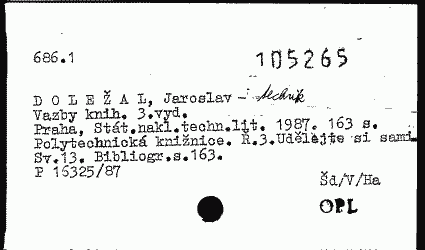 686.1
105265
D O L E Ž A L, Jaroslav - technik
Vazby knih. 3.vyd.
Praha, Stát.nakl.techn.lit. 1987. 163 s.
Polytechnická knižnice. Ř.3.Udělejte si sami.
Sv.13. Bibliogr.s.163.
P 16325/87
Šd/V/Ha
OPL